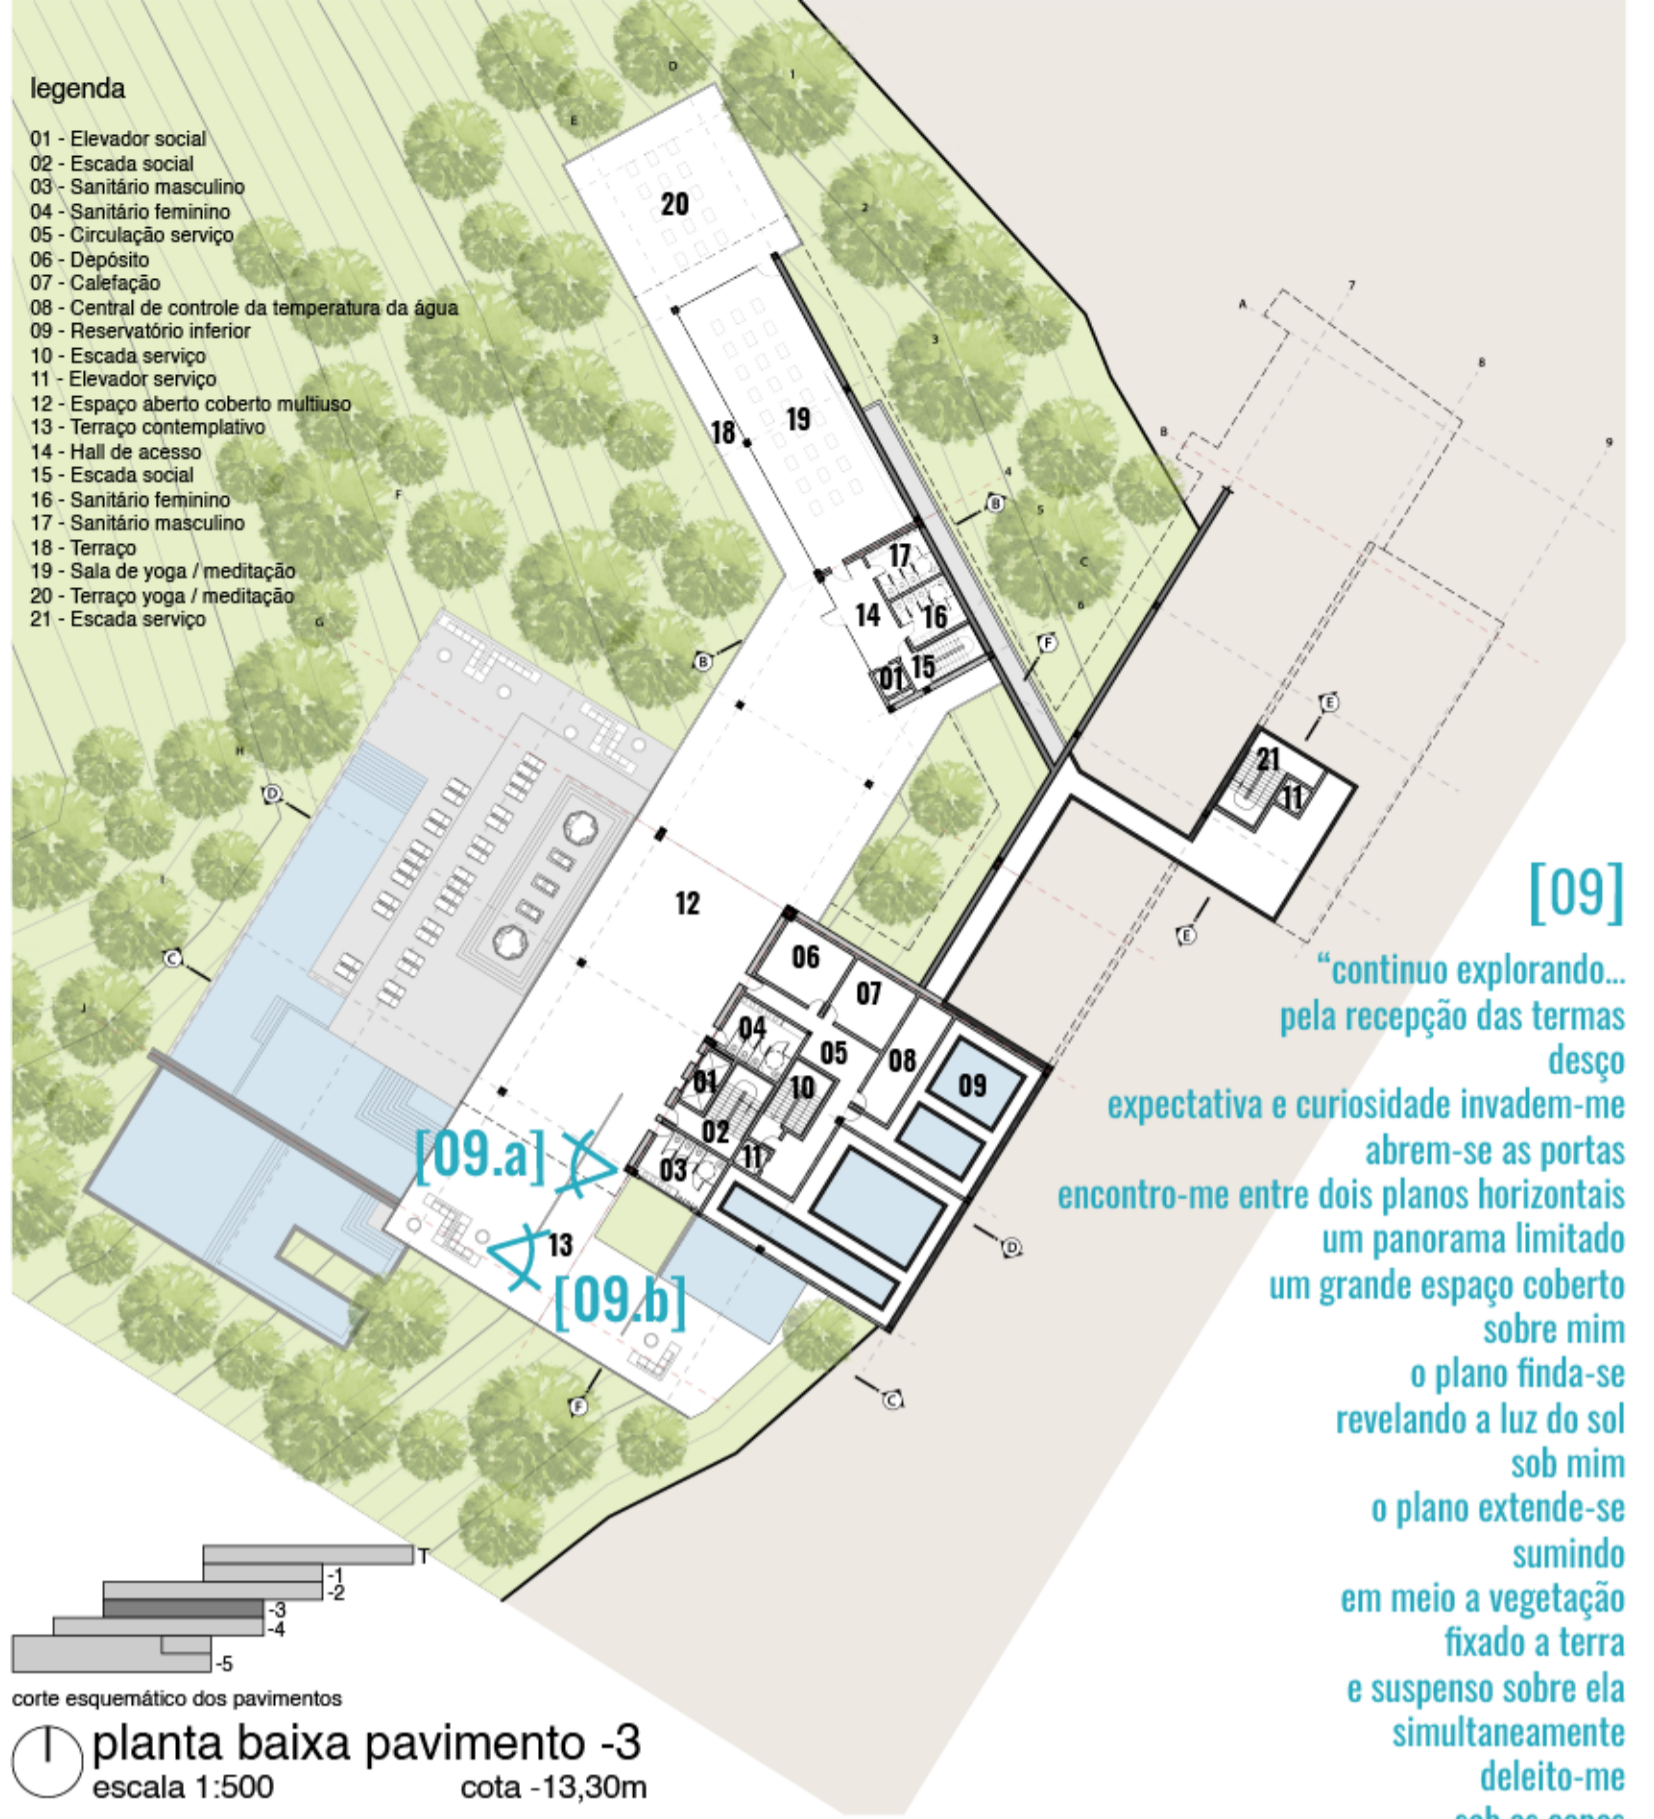 legenda
01 - Elevador social
02 - Escada social
03 - Sanitário masculino
04 - Sanitário feminino
05 - Circulação serviço
06 - Depósito
07 - Calefação
08 - Central de controle da temperatura da água
09 - Reservatório inferior
10 - Escada serviço
11 - Elevador serviço
12 - Espaço aberto coberto multiuso
13 - Terraço contemplativo
14 - Hall de acesso
15 - Escada social
16 - Sanitário feminino
17 - Sanitário masculino
18 - Terraço
19 - Sala de yoga / meditação
20 - Terraço yoga / meditação
21 - Escada serviço
D
1
E
20
2
7
A
3
8
18
19
B
9
4
F
B
5
17
C
14
16
6
G
F
B
15
01
E
H
21
D
11
I
12
E
C
06
07
J
04
05
08
01
10
09
02
11
[09.a]
03
13
D
[09.b]
F
C
[09]
“continuo explorando...
pela recepção das termas
desço
expectativa e curiosidade invadem-me
abrem-se as portas
encontro-me entre dois planos horizontais
um panorama limitado
um grande espaço coberto
sobre mim
o plano finda-se
revelando a luz do sol
sob mim
o plano extende-se
sumindo
em meio a vegetação
fixado a terra
e suspenso sobre ela
simultaneamente
deleito-me
T
-1
-2
-3
-4
-5
corte esquemático dos pavimentos
planta baixa pavimento -3
escala 1:500 cota -13,30m